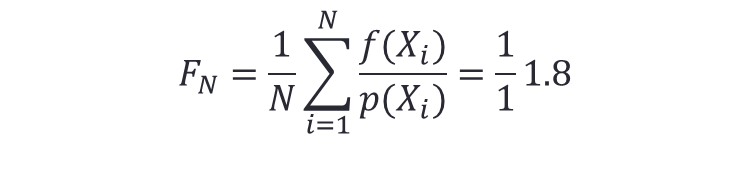 F_N = \frac{1}{N} \sum_{i=1}^{N} \frac{f(X_i)}{p(X_i)} = \frac{1}{1} 1.8